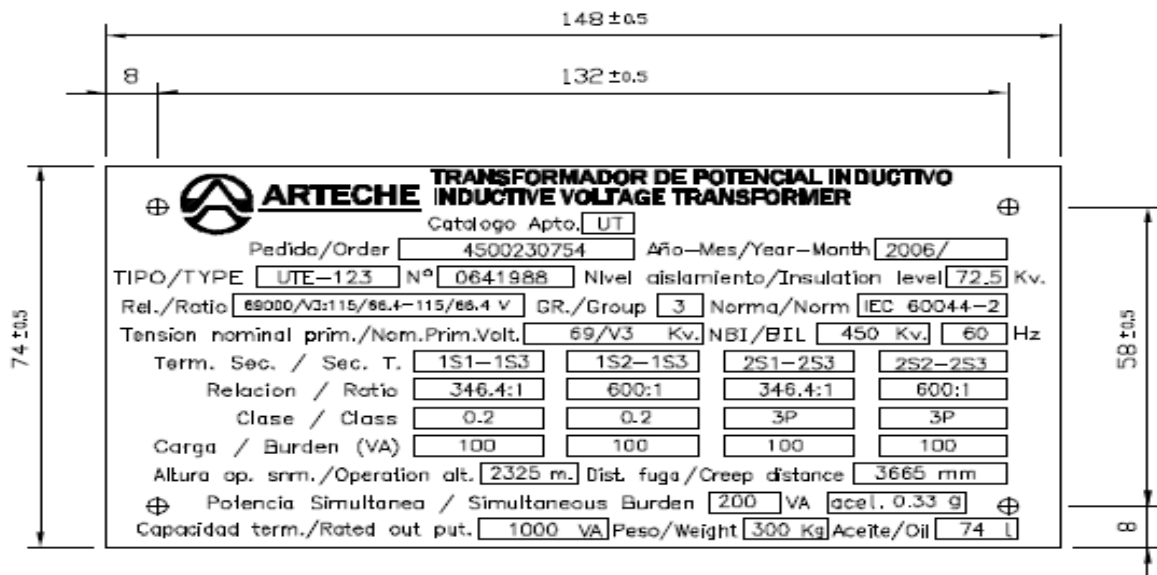 148 ±0.5
8 132 ±0.5
74 ±0.5
58 ±0.5
8
ARTECHE TRANSFORMADOR DE POTENCIAL INDUCTIVO
INDUCTIVE VOLTAGE TRANSFORMER
Catalogo Apto. UT
Pedido/Order 4500230754 Año-Mes/Year-Month 2006/
TIPO/TYPE UTE-123 Nª 0641988 Nivel aislamiento/Insulation level 72.5 Kv.
Rel./Ratio 69000/V3:115/66.4-115/66.4 V GR./Group 3 Norma/Norm IEC 60044-2
Tension nominal prim./Nom.Prim.Volt. 69/V3 Kv. NBI/BIL 450 Kv. 60 Hz
Term. Sec. / Sec. T. 1S1-1S3 1S2-1S3 2S1-2S3 2S2-2S3
Relacion / Ratio 346.4:1 600:1 346.4:1 600:1
Clase / Class 0.2 0.2 3P 3P
Carga / Burden (VA) 100 100 100 100
Altura op. snm./Operation alt. 2325 m. Dist. fuga/Creep distance 3665 mm
Potencia Simultanea / Simultaneous Burden 200 VA acel. 0.33 g
Capacidad term./Rated out put. 1000 VA Peso/Weight 300 Kg Aceite/Oil 74 l